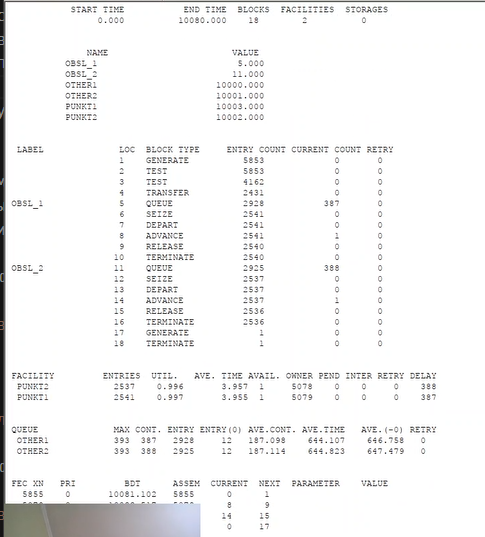 START TIME END TIME BLOCKS FACILITIES STORAGES
0.000 10080.000 18 2 0
NAME VALUE
OBSL_1 5.000
OBSL_2 11.000
OTHER1 10000.000
OTHER2 10001.000
PUNKT1 10003.000
PUNKT2 10002.000
LABEL LOC BLOCK TYPE ENTRY COUNT CURRENT COUNT RETRY
1 GENERATE 5853 0 0
2 TEST 5853 0 0
3 TEST 4162 0 0
4 TRANSFER 2431 0 0
OBSL_1 5 QUEUE 2928 387 0
6 SEIZE 2541 0 0
7 DEPART 2541 0 0
8 ADVANCE 2541 1 0
9 RELEASE 2540 0 0
10 TERMINATE 2540 0 0
OBSL_2 11 QUEUE 2925 388 0
12 SEIZE 2537 0 0
13 DEPART 2537 0 0
14 ADVANCE 2537 1 0
15 RELEASE 2536 0 0
16 TERMINATE 2536 0 0
17 GENERATE 1 0 0
18 TERMINATE 1 0 0
FACILITY ENTRIES UTIL. AVE. TIME AVAIL. OWNER PEND INTER RETRY DELAY
PUNKT2 2537 0.996 3.957 1 5078 0 0 0 388
PUNKT1 2541 0.997 3.955 1 5079 0 0 0 387
QUEUE MAX CONT. ENTRY ENTRY(0) AVE.CONT. AVE.TIME AVE.(-0) RETRY
OTHER1 393 387 2928 12 187.098 644.107 646.758 0
OTHER2 393 388 2925 12 187.114 644.823 647.479 0
FEC XN PRI BDT ASSEM CURRENT NEXT PARAMETER VALUE
5855 0 10081.102 5855 0 1
8 9
14 15
0 17